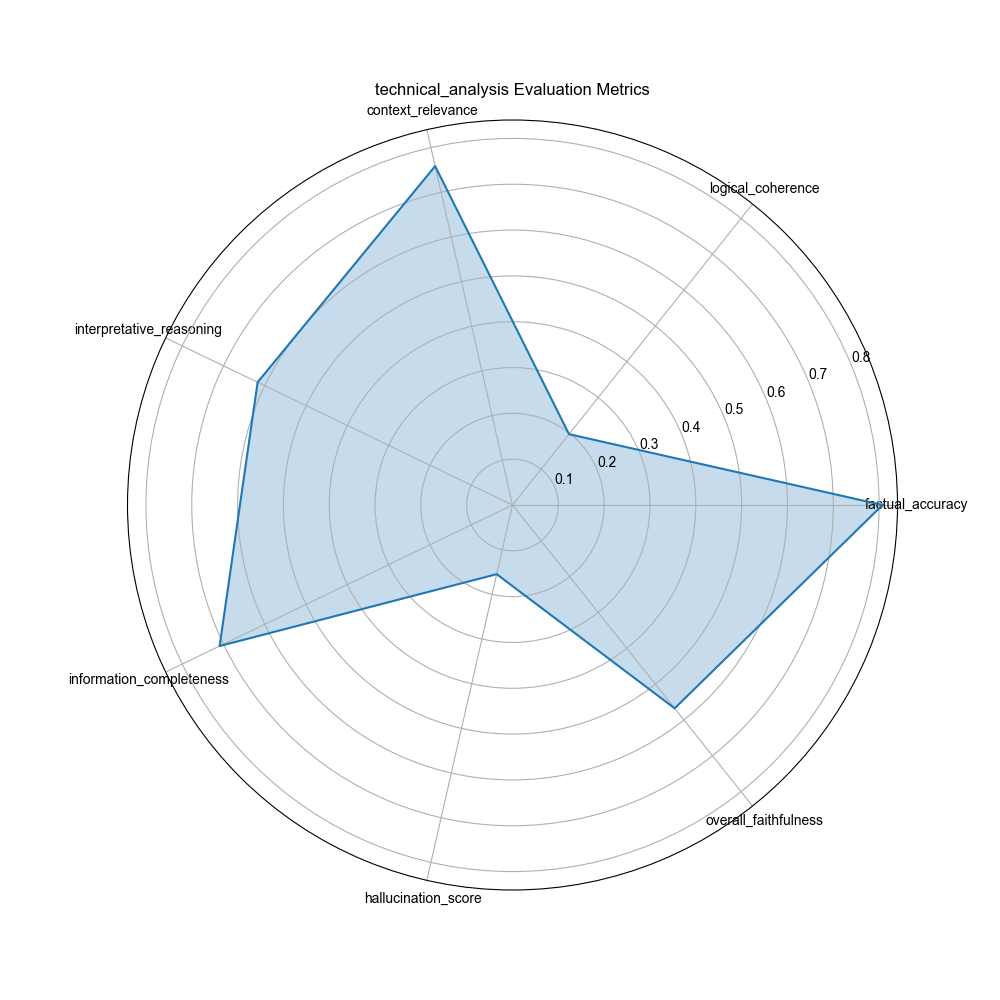 technical_analysis Evaluation Metrics
context_relevance
logical_coherence
interpretative_reasoning
0.8
0.7
0.6
0.5
0.4
0.3
0.2
0.1
factual_accuracy
information_completeness
overall_faithfulness
hallucination_score